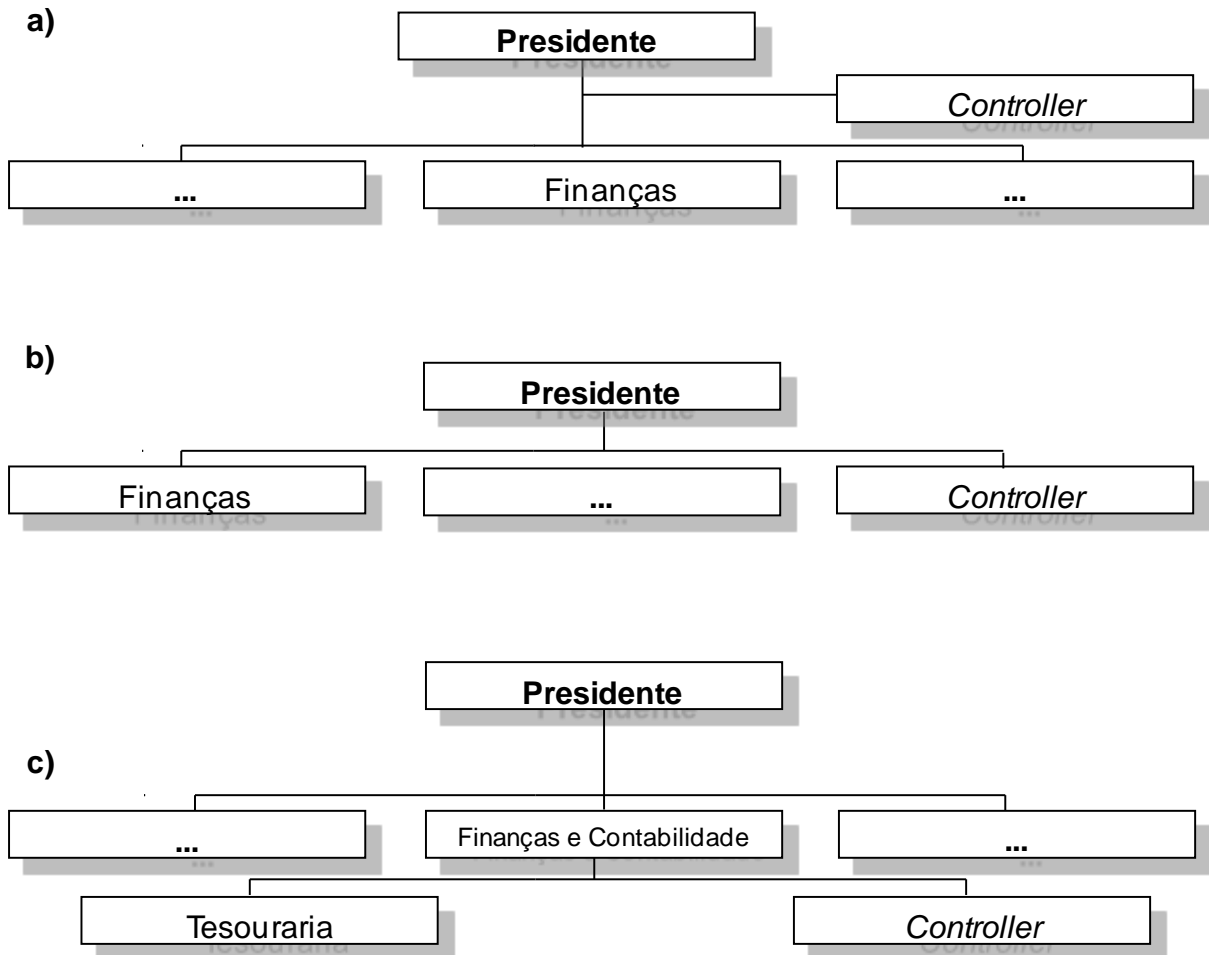 a)
Presidente
Controller
...
Finanças
...
b)
Presidente
Finanças
...
Controller
Presidente
c)
...
Finanças e Contabilidade
...
Tesouraria
Controller